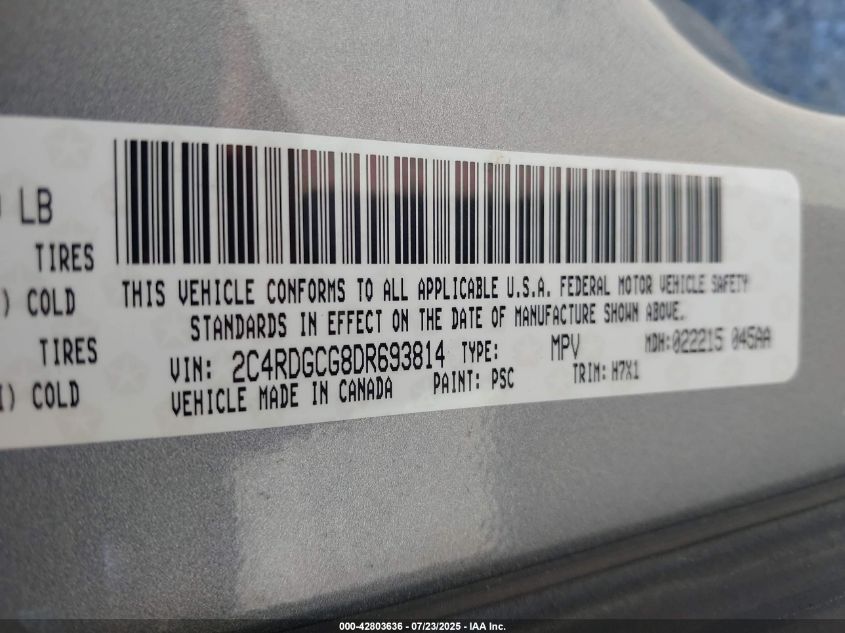 LB
TIRES
) COLD
TIRES
) COLD
THIS VEHICLE CONFORMS TO ALL APPLICABLE U.S.A. FEDERAL MOTOR VEHICLE SAFETY
STANDARDS IN EFFECT ON THE DATE OF MANUFACTURE SHOWN ABOVE.
VIN: 2C4RDGCG8DR693814 TYPE: MPV MDH:022215 045AA
VEHICLE MADE IN CANADA PAINT: PSC TRIM: H7X1
000-42803636 - 07/23/2025 - IAA Inc.